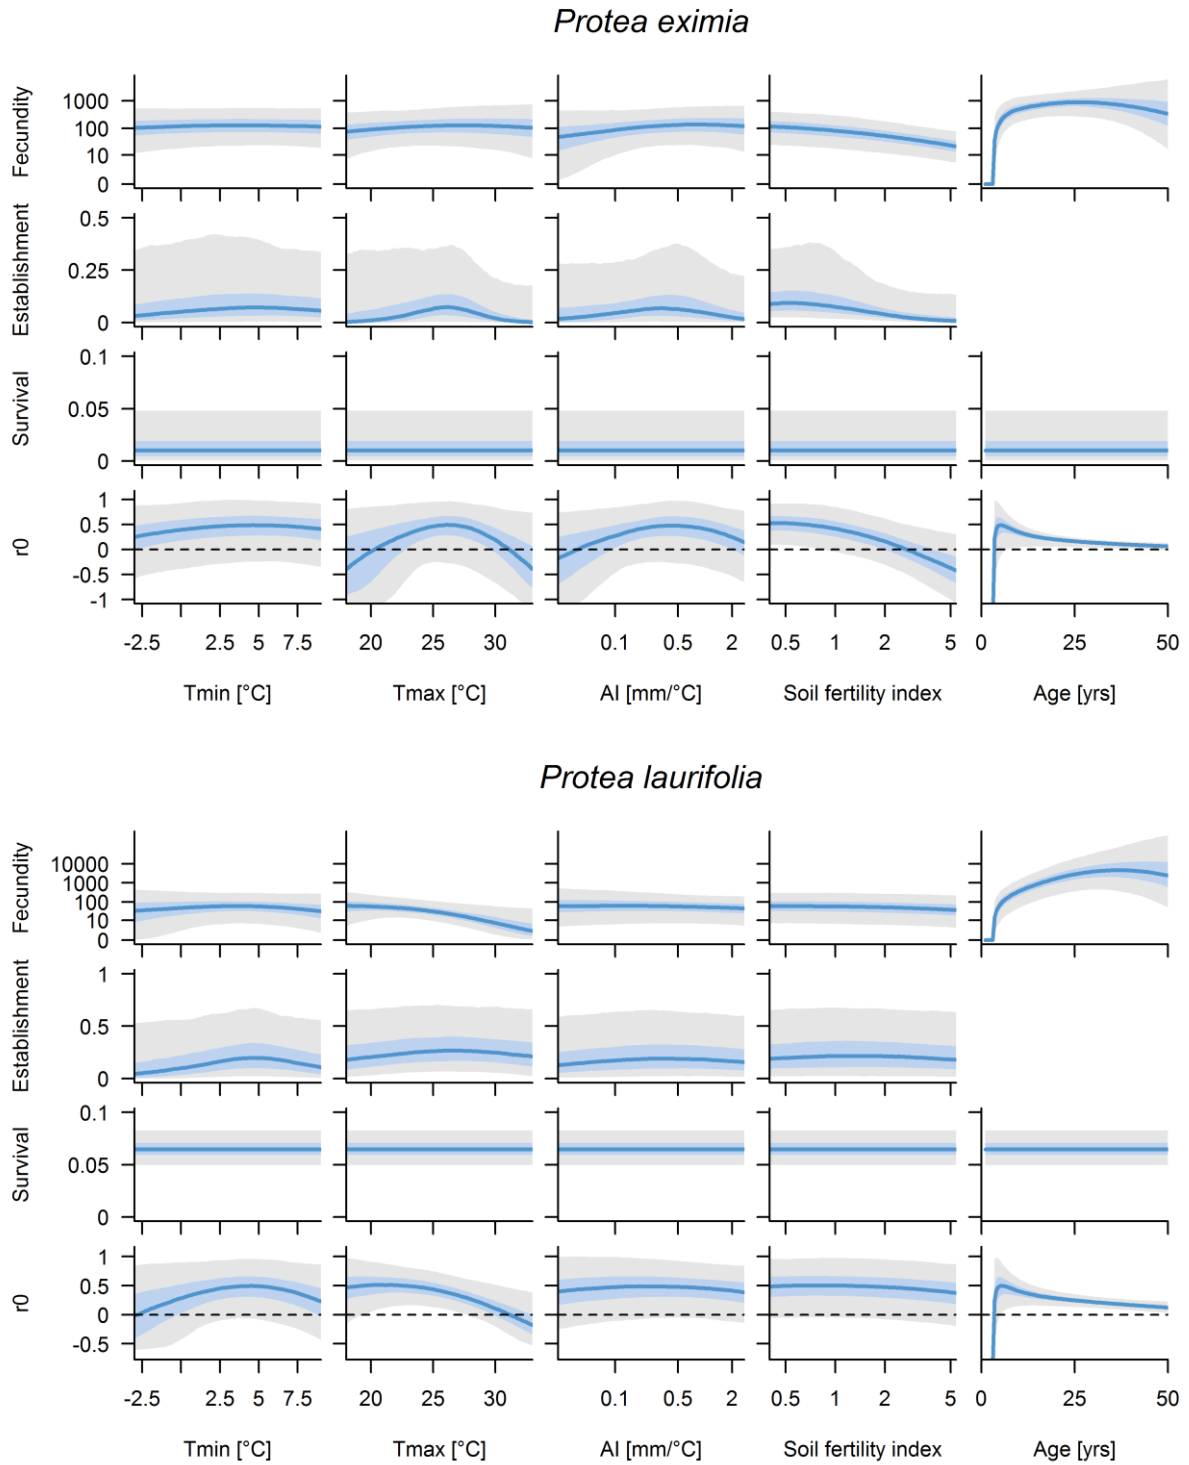 Protea eximia
Fecundity
1000
100
10
0
Establishment
0.5
0.25
0
Survival
0.1
0.05
0
r0
1
0.5
0
-0.5
-1
-2.5 5 7.5 20 25 30 0.1 0.5 2 0.5 1 2 5 0 25 50
Tmin [°C] Tmax [°C] AI [mm/°C] Soil fertility index Age [yrs]
Protea laurifolia
Fecundity
10000
1000
100
10
0
Establishment
1
0.5
0
Survival
0.1
0.05
0
r0
1
0.5
0
-0.5
-2.5 5 7.5 20 25 30 0.1 0.5 2 0.5 1 2 5 0 25 50
Tmin [°C] Tmax [°C] AI [mm/°C] Soil fertility index Age [yrs]